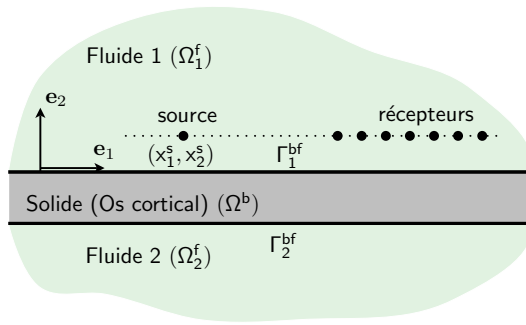 Fluide 1 (Ω₁ᶠ)
e₂
source
récepteurs
e₁
(x₁ˢ, x₂ˢ)
Γ₁ᵇᶠ
Solide (Os cortical) (Ωᵇ)
Fluide 2 (Ω₂ᶠ)
Γ₂ᵇᶠ